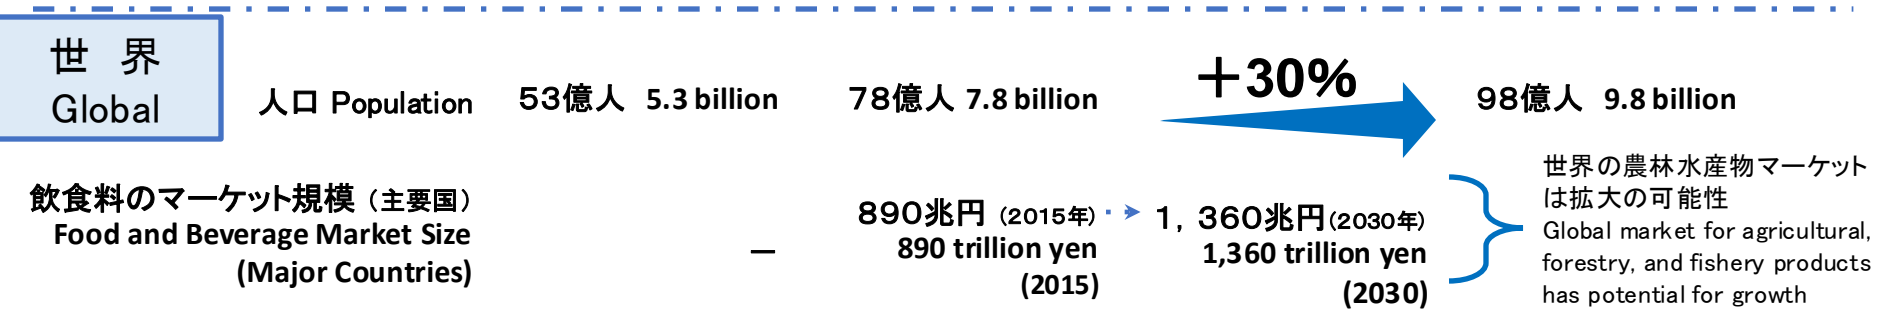 世 界
Global
人口 Population
53億人 5.3 billion
78億人 7.8 billion
＋30%
98億人 9.8 billion
飲食料のマーケット規模（主要国）
Food and Beverage Market Size
(Major Countries)
－
890兆円（2015年）
890 trillion yen
(2015)
1，360兆円(2030年)
1,360 trillion yen
(2030)
世界の農林水産物マーケット
は拡大の可能性
Global market for agricultural,
forestry, and fishery products
has potential for growth